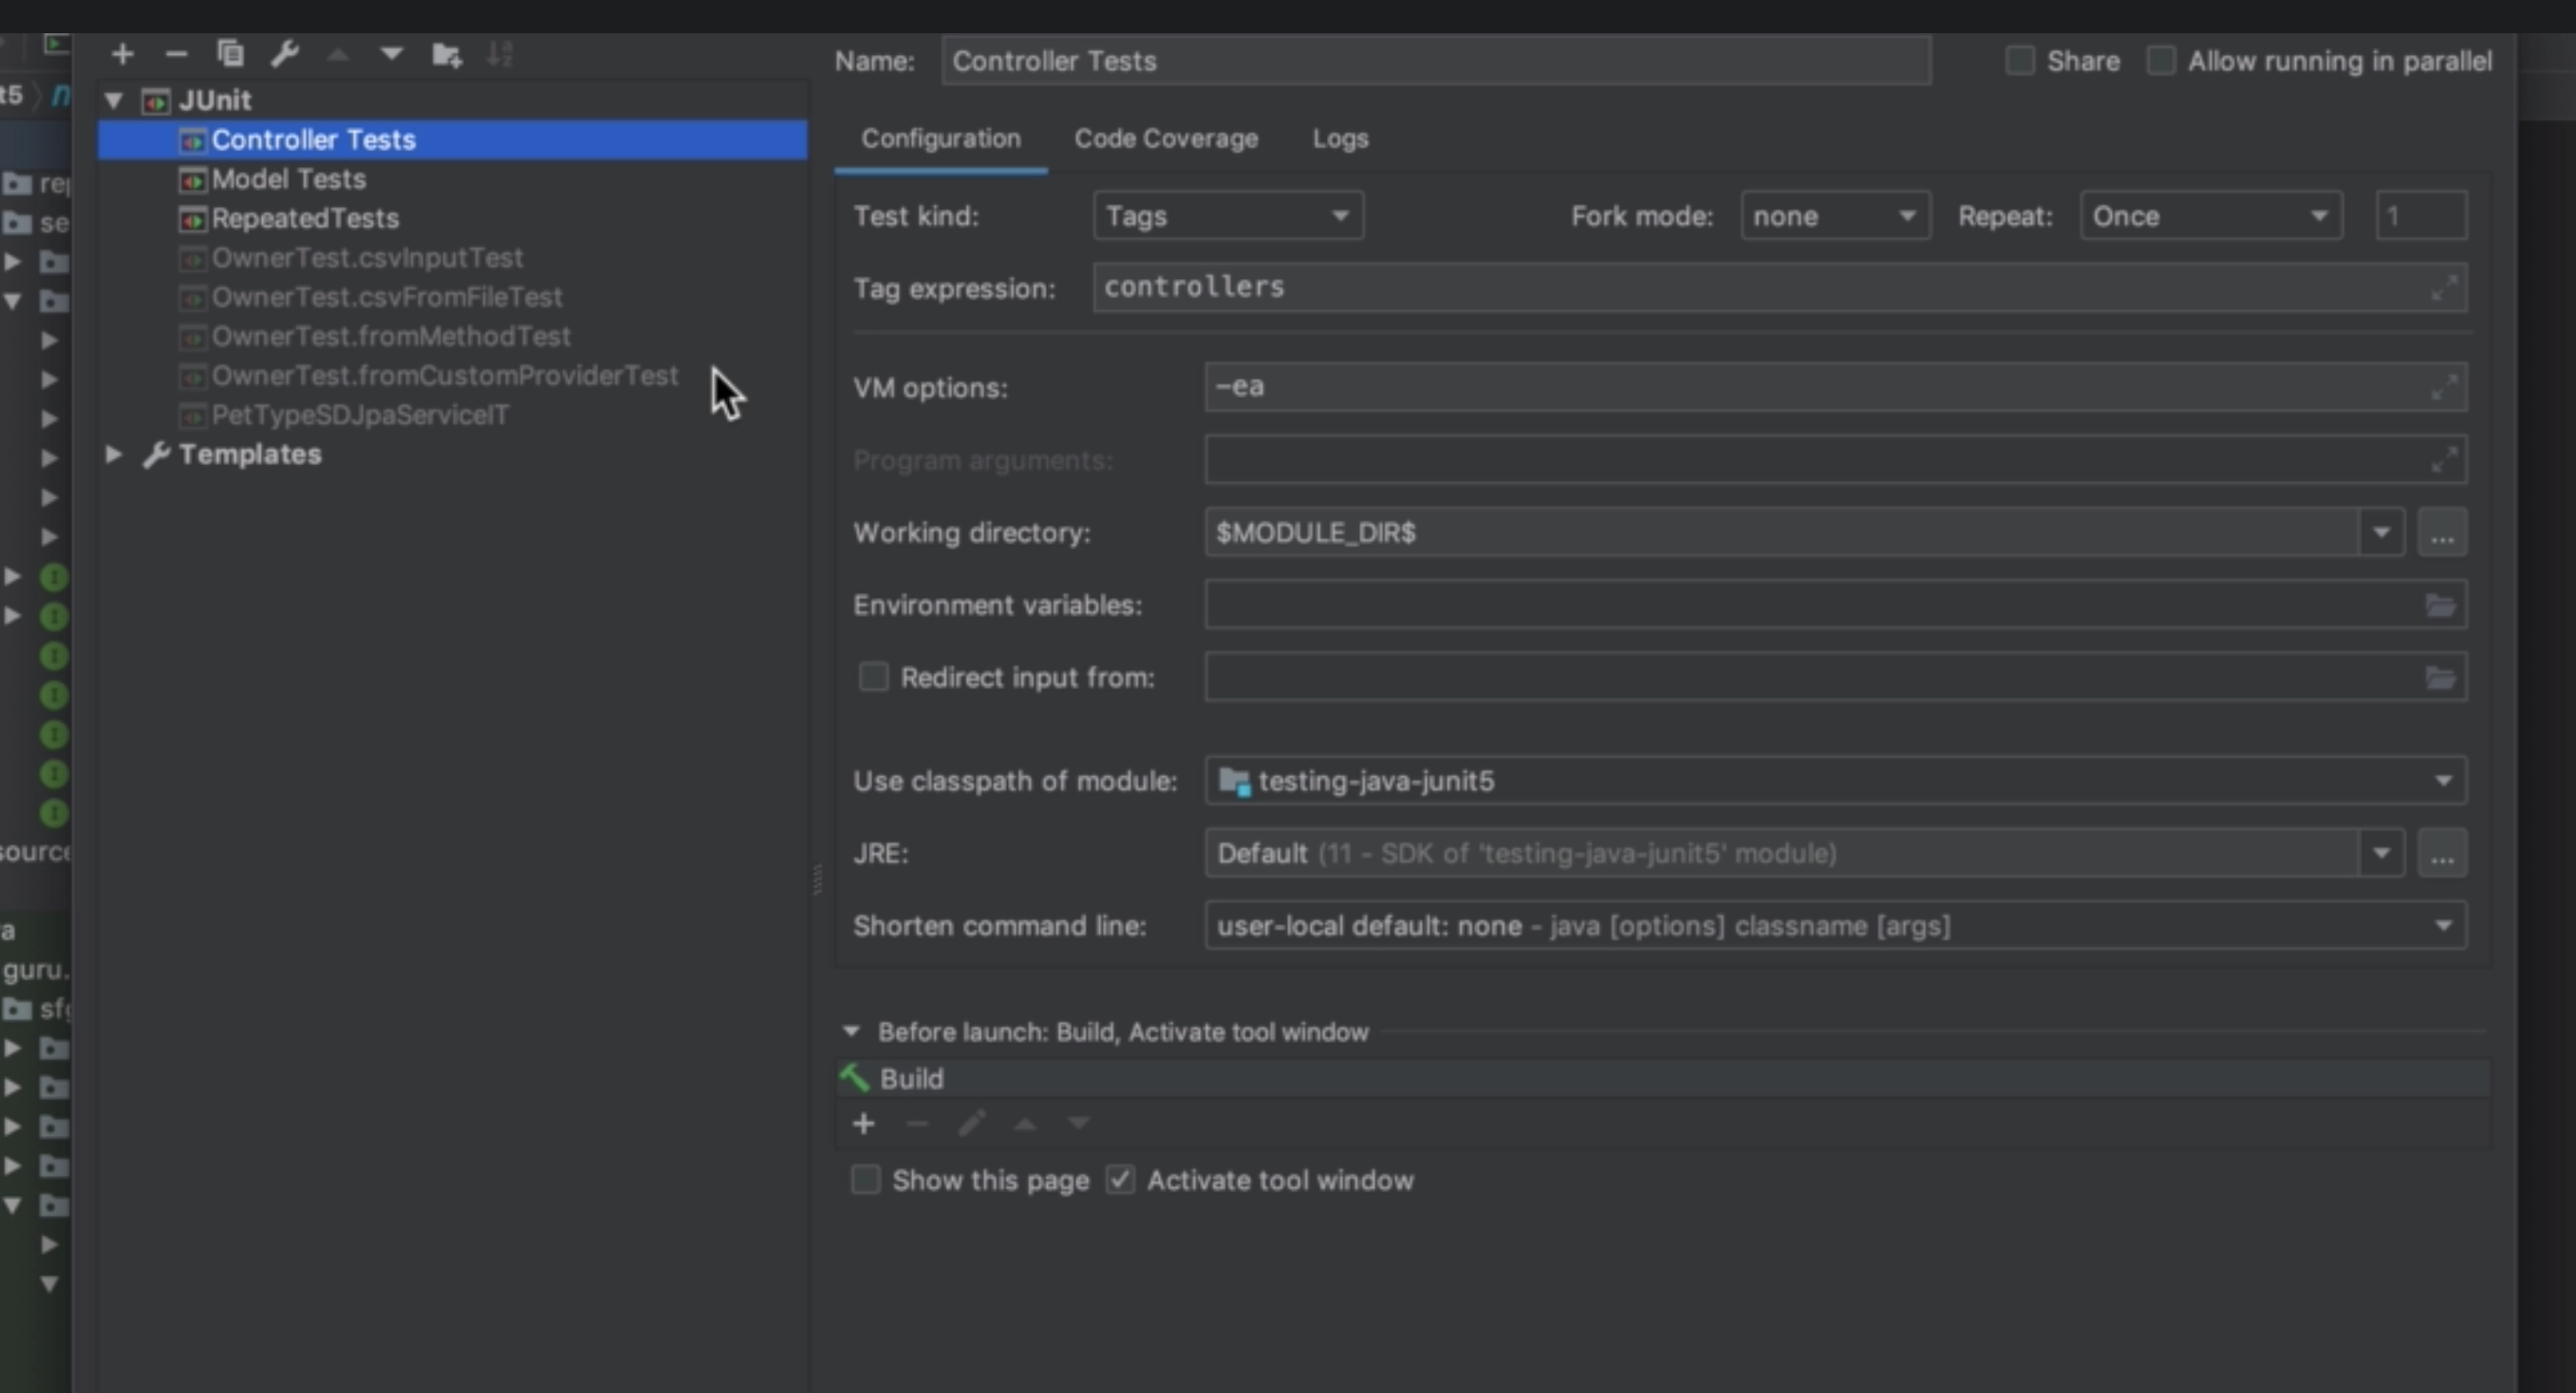 Name: Controller Tests Share Allow running in parallel
t5
JUnit
Controller Tests
Model Tests
RepeatedTests
OwnerTest.csvInputTest
OwnerTest.csvFromFileTest
OwnerTest.fromMethodTest
OwnerTest.fromCustomProviderTest
PetTypeSDJpaServiceIT
Templates
Configuration Code Coverage Logs
Test kind: Tags Fork mode: none Repeat: Once 1
Tag expression: controllers
VM options: -ea
Program arguments:
Working directory: $MODULE_DIR$ ...
Environment variables:
Redirect input from:
Use classpath of module: testing-java-junit5
JRE: Default (11 - SDK of 'testing-java-junit5' module) ...
Shorten command line: user-local default: none - java [options] classname [args]
Before launch: Build, Activate tool window
Build
Show this page Activate tool window
guru.